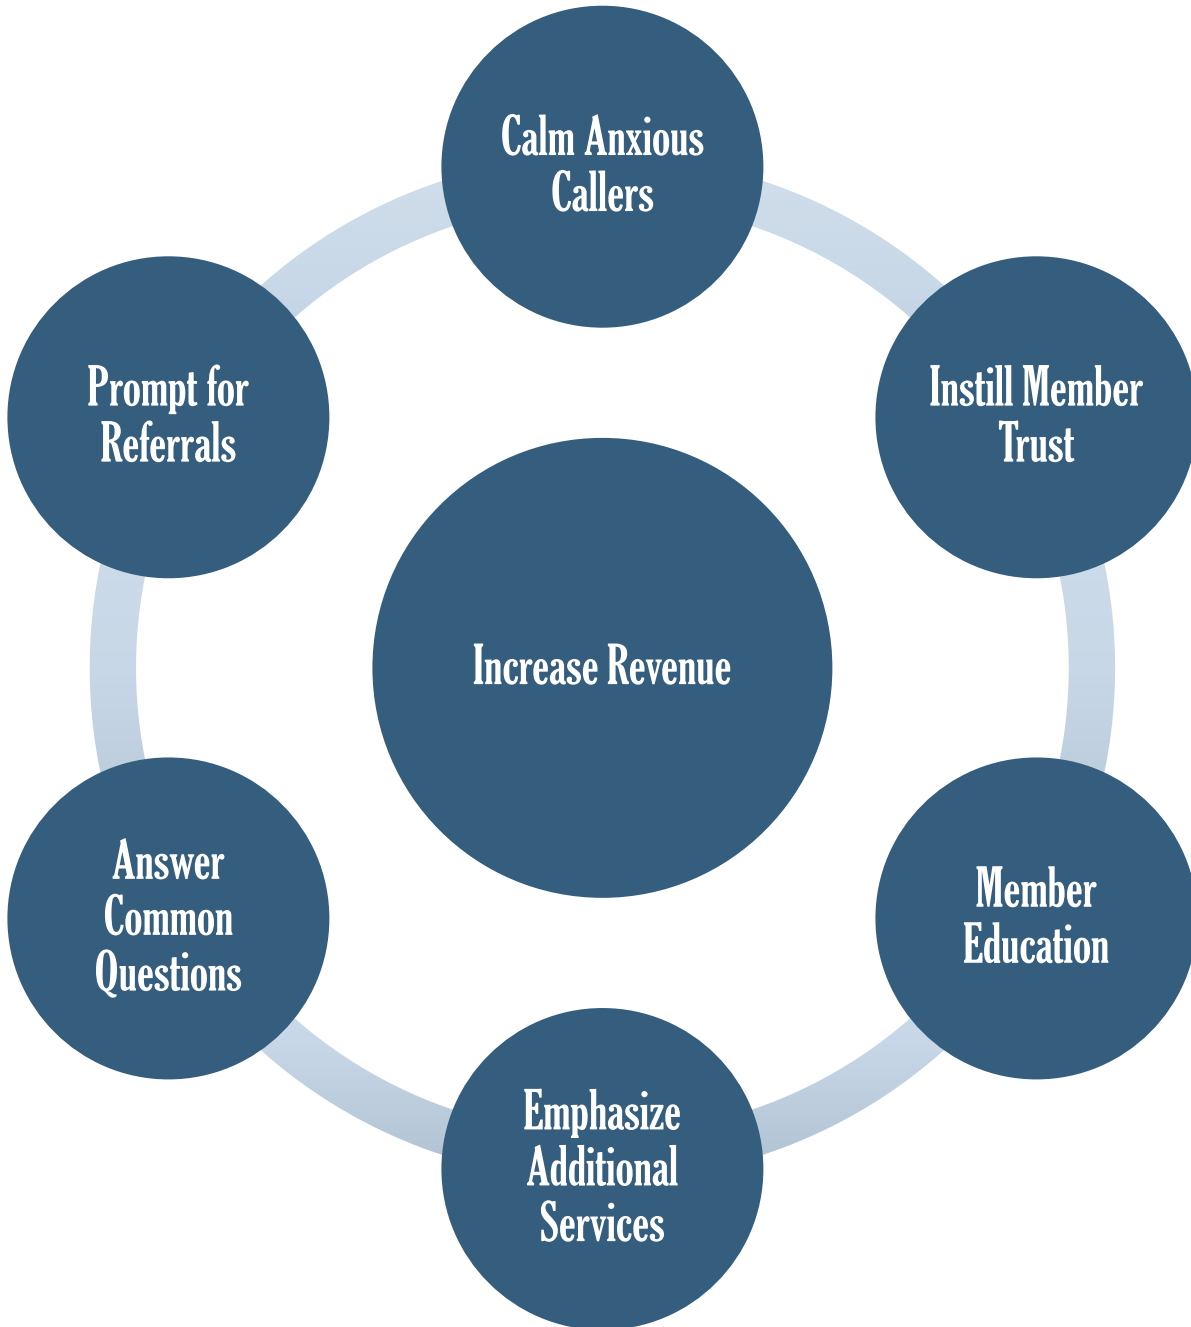 Calm Anxious
Callers
Instill Member
Trust
Member
Education
Emphasize
Additional
Services
Answer
Common
Questions
Prompt for
Referrals
Increase Revenue